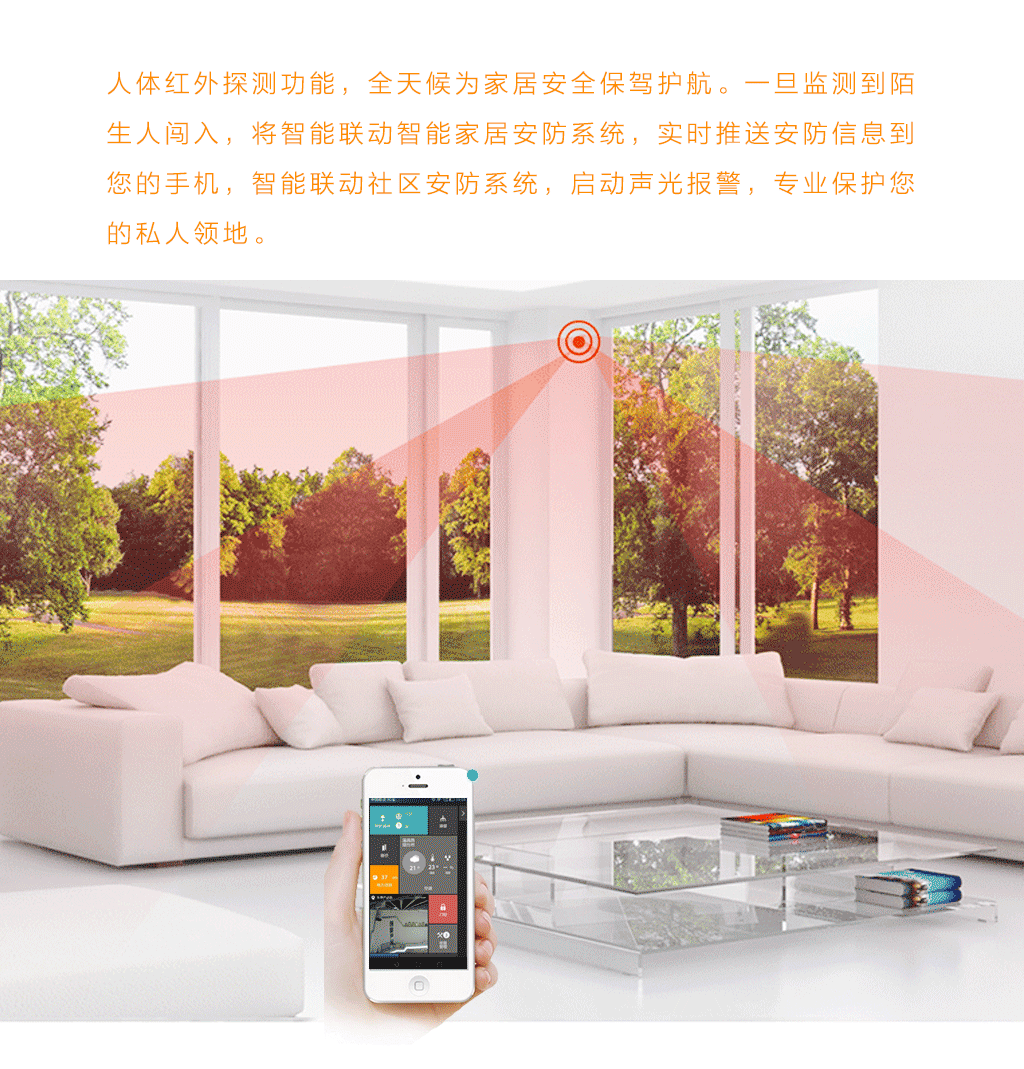 人体红外探测功能，全天候为家居安全保驾护航。一旦监测到陌
生人闯入，将智能联动智能家居安防系统，实时推送安防信息到
您的手机，智能联动社区安防系统，启动声光报警，专业保护您
的私人领地。